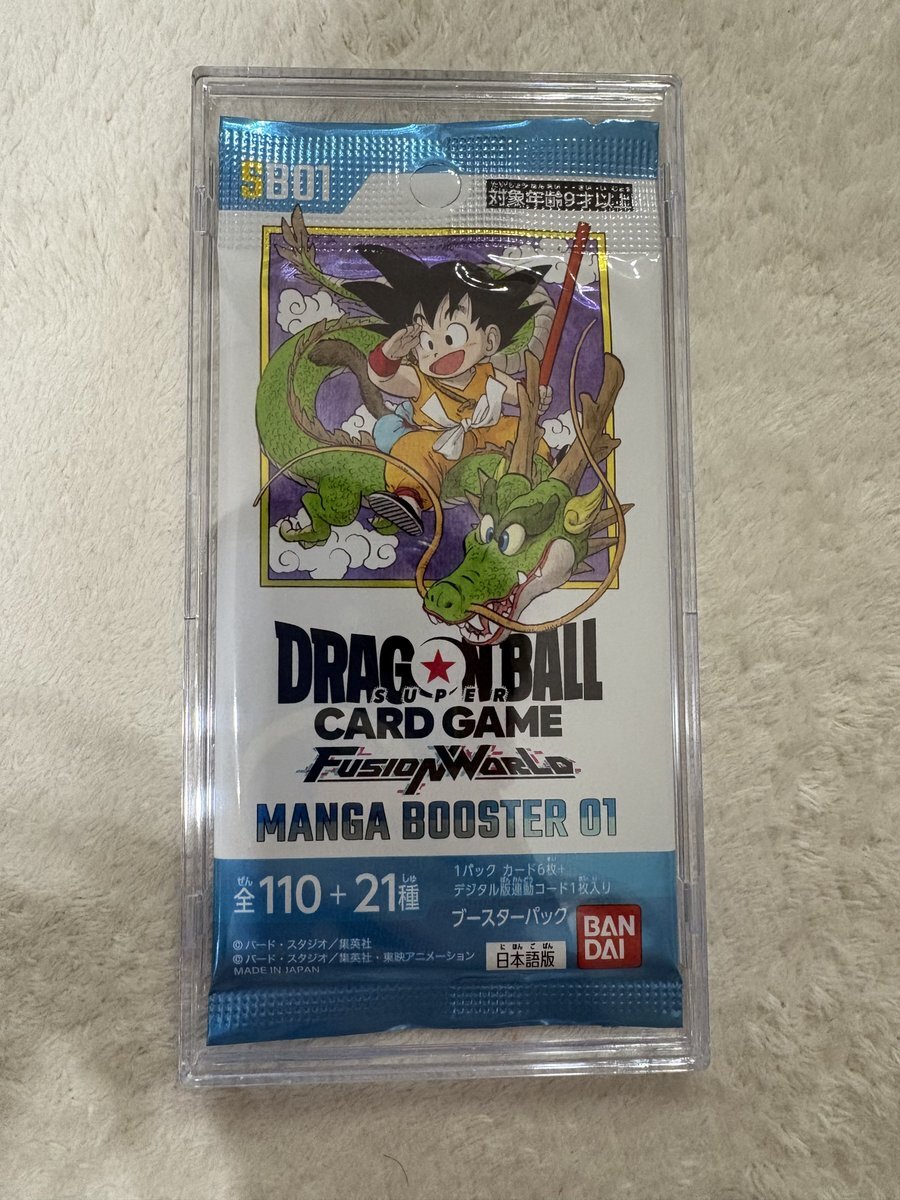 SB01
対象年齢9才以上
DRAGON BALL
SUPER
CARD GAME
FUSION WORLD
MANGA BOOSTER 01
全110+21種
1パック カード6枚+
デジタル版連動コード1枚入り
ブースターパック
BANDAI
日本語版
©バード・スタジオ/集英社
©バード・スタジオ/集英社・東映アニメーション
MADE IN JAPAN